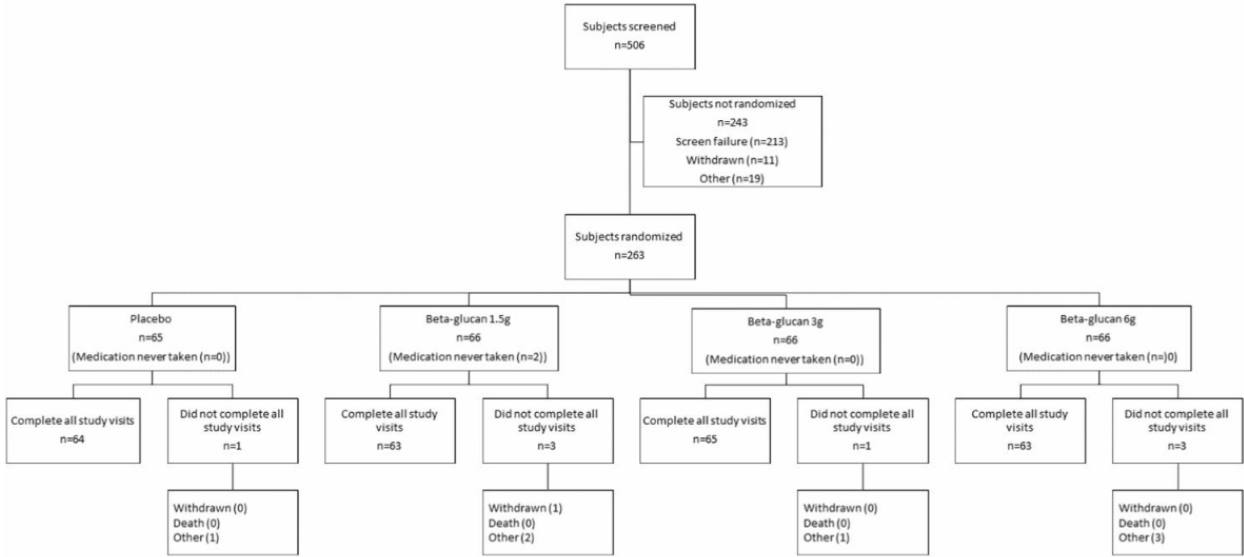 Subjects screened
n=506
Subjects not randomized
n=243
Screen failure (n=213)
Withdrawn (n=11)
Other (n=19)
Subjects randomized
n=263
Placebo
n=65
(Medication never taken (n=0))
Beta-glucan 1.5g
n=66
(Medication never taken (n=2))
Beta-glucan 3g
n=66
(Medication never taken (n=0))
Beta-glucan 6g
n=66
(Medication never taken (n=)0)
Complete all study visits
n=64
Did not complete all
study visits
n=1
Complete all study
visits
n=63
Did not complete all
study visits
n=3
Complete all study visits
n=65
Did not complete all
study visits
n=1
Complete all study
visits
n=63
Did not complete all
study visits
n=3
Withdrawn (0)
Death (0)
Other (1)
Withdrawn (1)
Death (0)
Other (2)
Withdrawn (0)
Death (0)
Other (1)
Withdrawn (0)
Death (0)
Other (3)